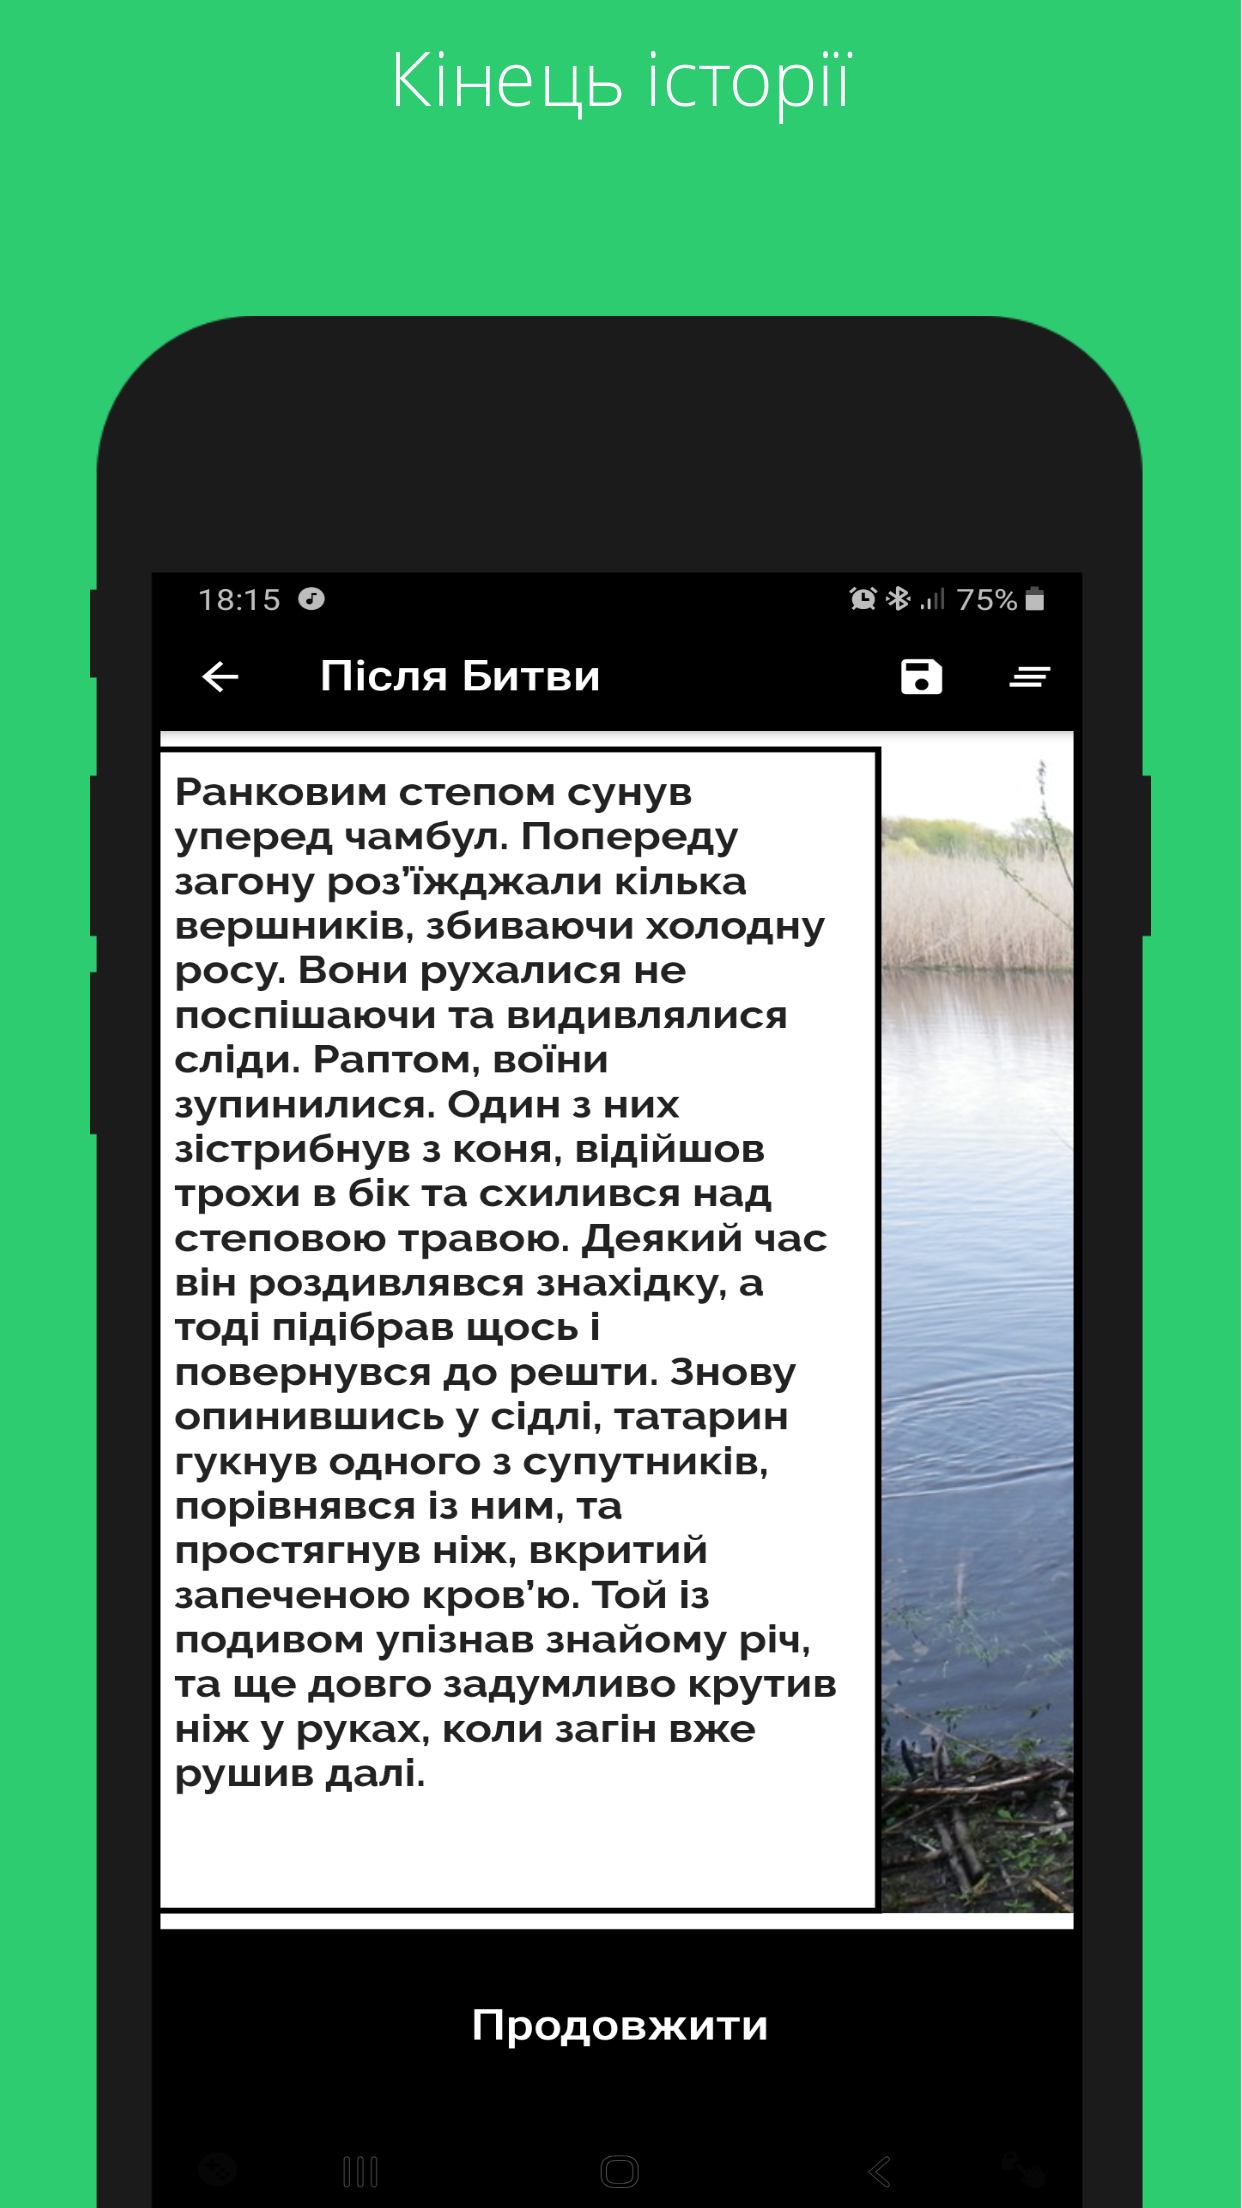 Кінець історії
18:15
75%
Після Битви
Ранковим степом сунув
уперед чамбул. Попереду
загону роз’їжджали кілька
вершників, збиваючи холодну
росу. Вони рухалися не
поспішаючи та видивлялися
сліди. Раптом, воїни
зупинилися. Один з них
зістрибнув з коня, відійшов
трохи в бік та схилився над
степовою травою. Деякий час
він роздивлявся знахідку, а
тоді підібрав щось і
повернувся до решти. Знову
опинившись у сідлі, татарин
гукнув одного з супутників,
порівнявся із ним, та
простягнув ніж, вкритий
запеченою кров’ю. Той із
подивом упізнав знайому річ,
та ще довго задумливо крутив
ніж у руках, коли загін вже
рушив далі.
Продовжити